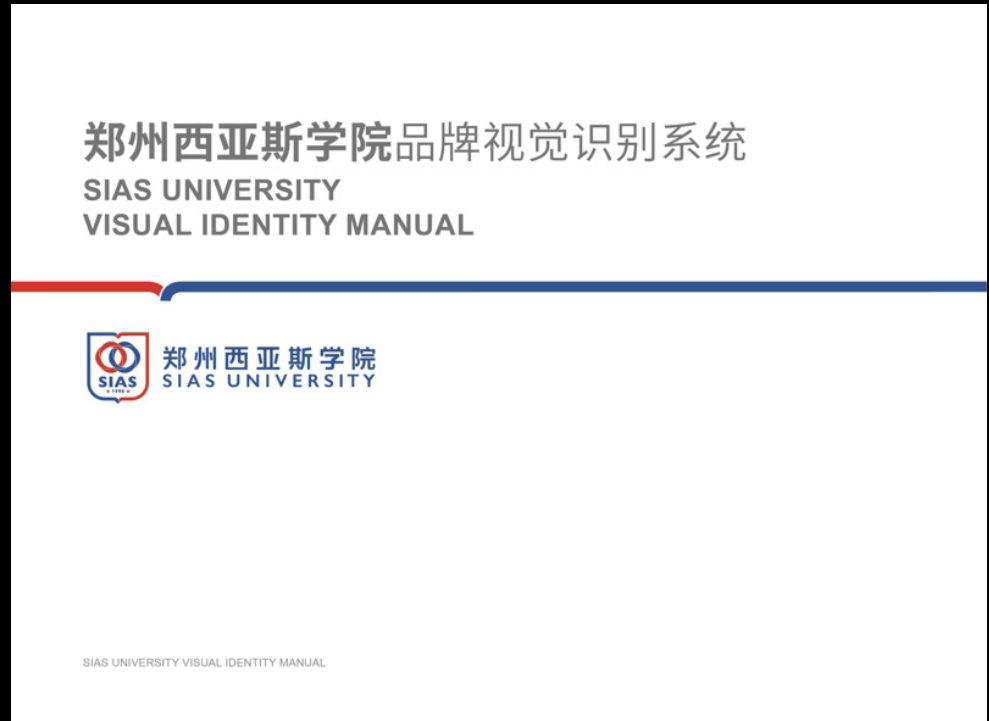 郑州西亚斯学院品牌视觉识别系统
SIAS UNIVERSITY
VISUAL IDENTITY MANUAL
SIAS
1998
郑州西亚斯学院
SIAS UNIVERSITY
SIAS UNIVERSITY VISUAL IDENTITY MANUAL